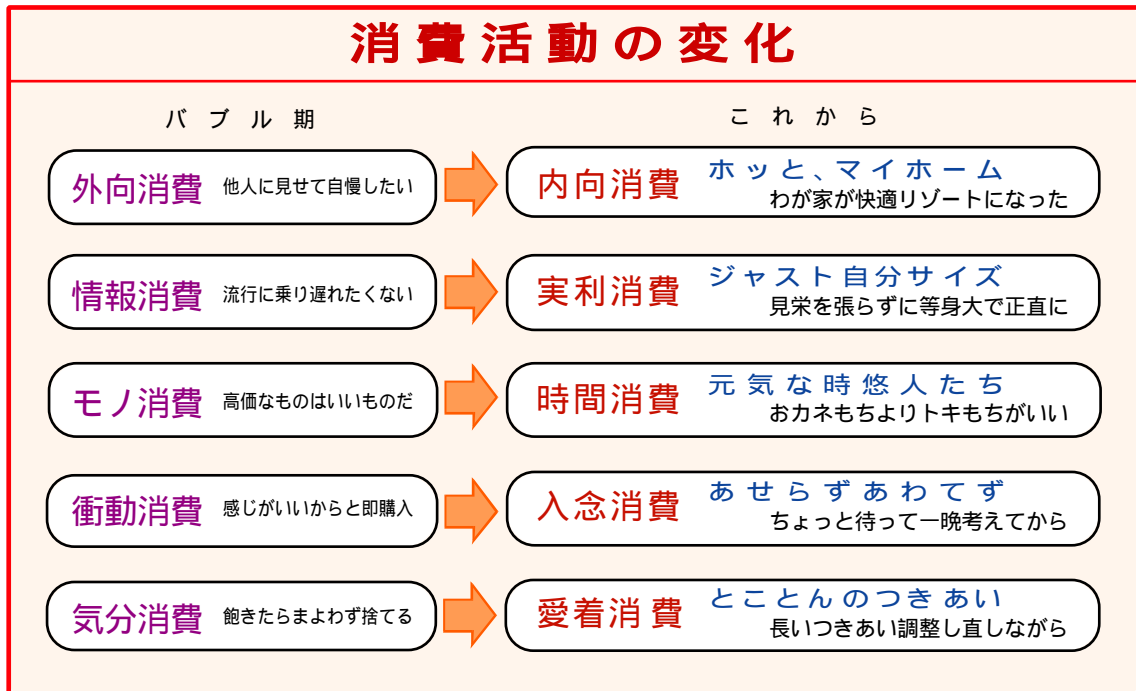 消費活動の変化
バブル期
これから
外向消費 他人に見せて自慢したい
内向消費 ホッと、マイホーム
わが家が快適リゾートになった
情報消費 流行に乗り遅れたくない
実利消費 ジャスト自分サイズ
見栄を張らずに等身大で正直に
モノ消費 高価なものはいいものだ
時間消費 元気な時悠人たち
おカネもちよりトキもちがいい
衝動消費 感じがいいからと即購入
入念消費 あせらずあわてず
ちょっと待って一晩考えてから
気分消費 飽きたらまよわず捨てる
愛着消費 とことんのつきあい
長いつきあい調整し直しながら